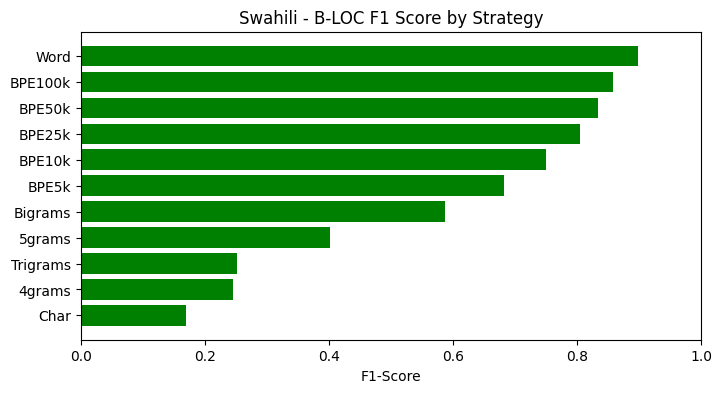 Swahili - B-LOC F1 Score by Strategy
Word
BPE100k
BPE50k
BPE25k
BPE10k
BPE5k
Bigrams
5grams
Trigrams
4grams
Char
0.0 0.2 0.4 0.6 0.8 1.0
F1-Score